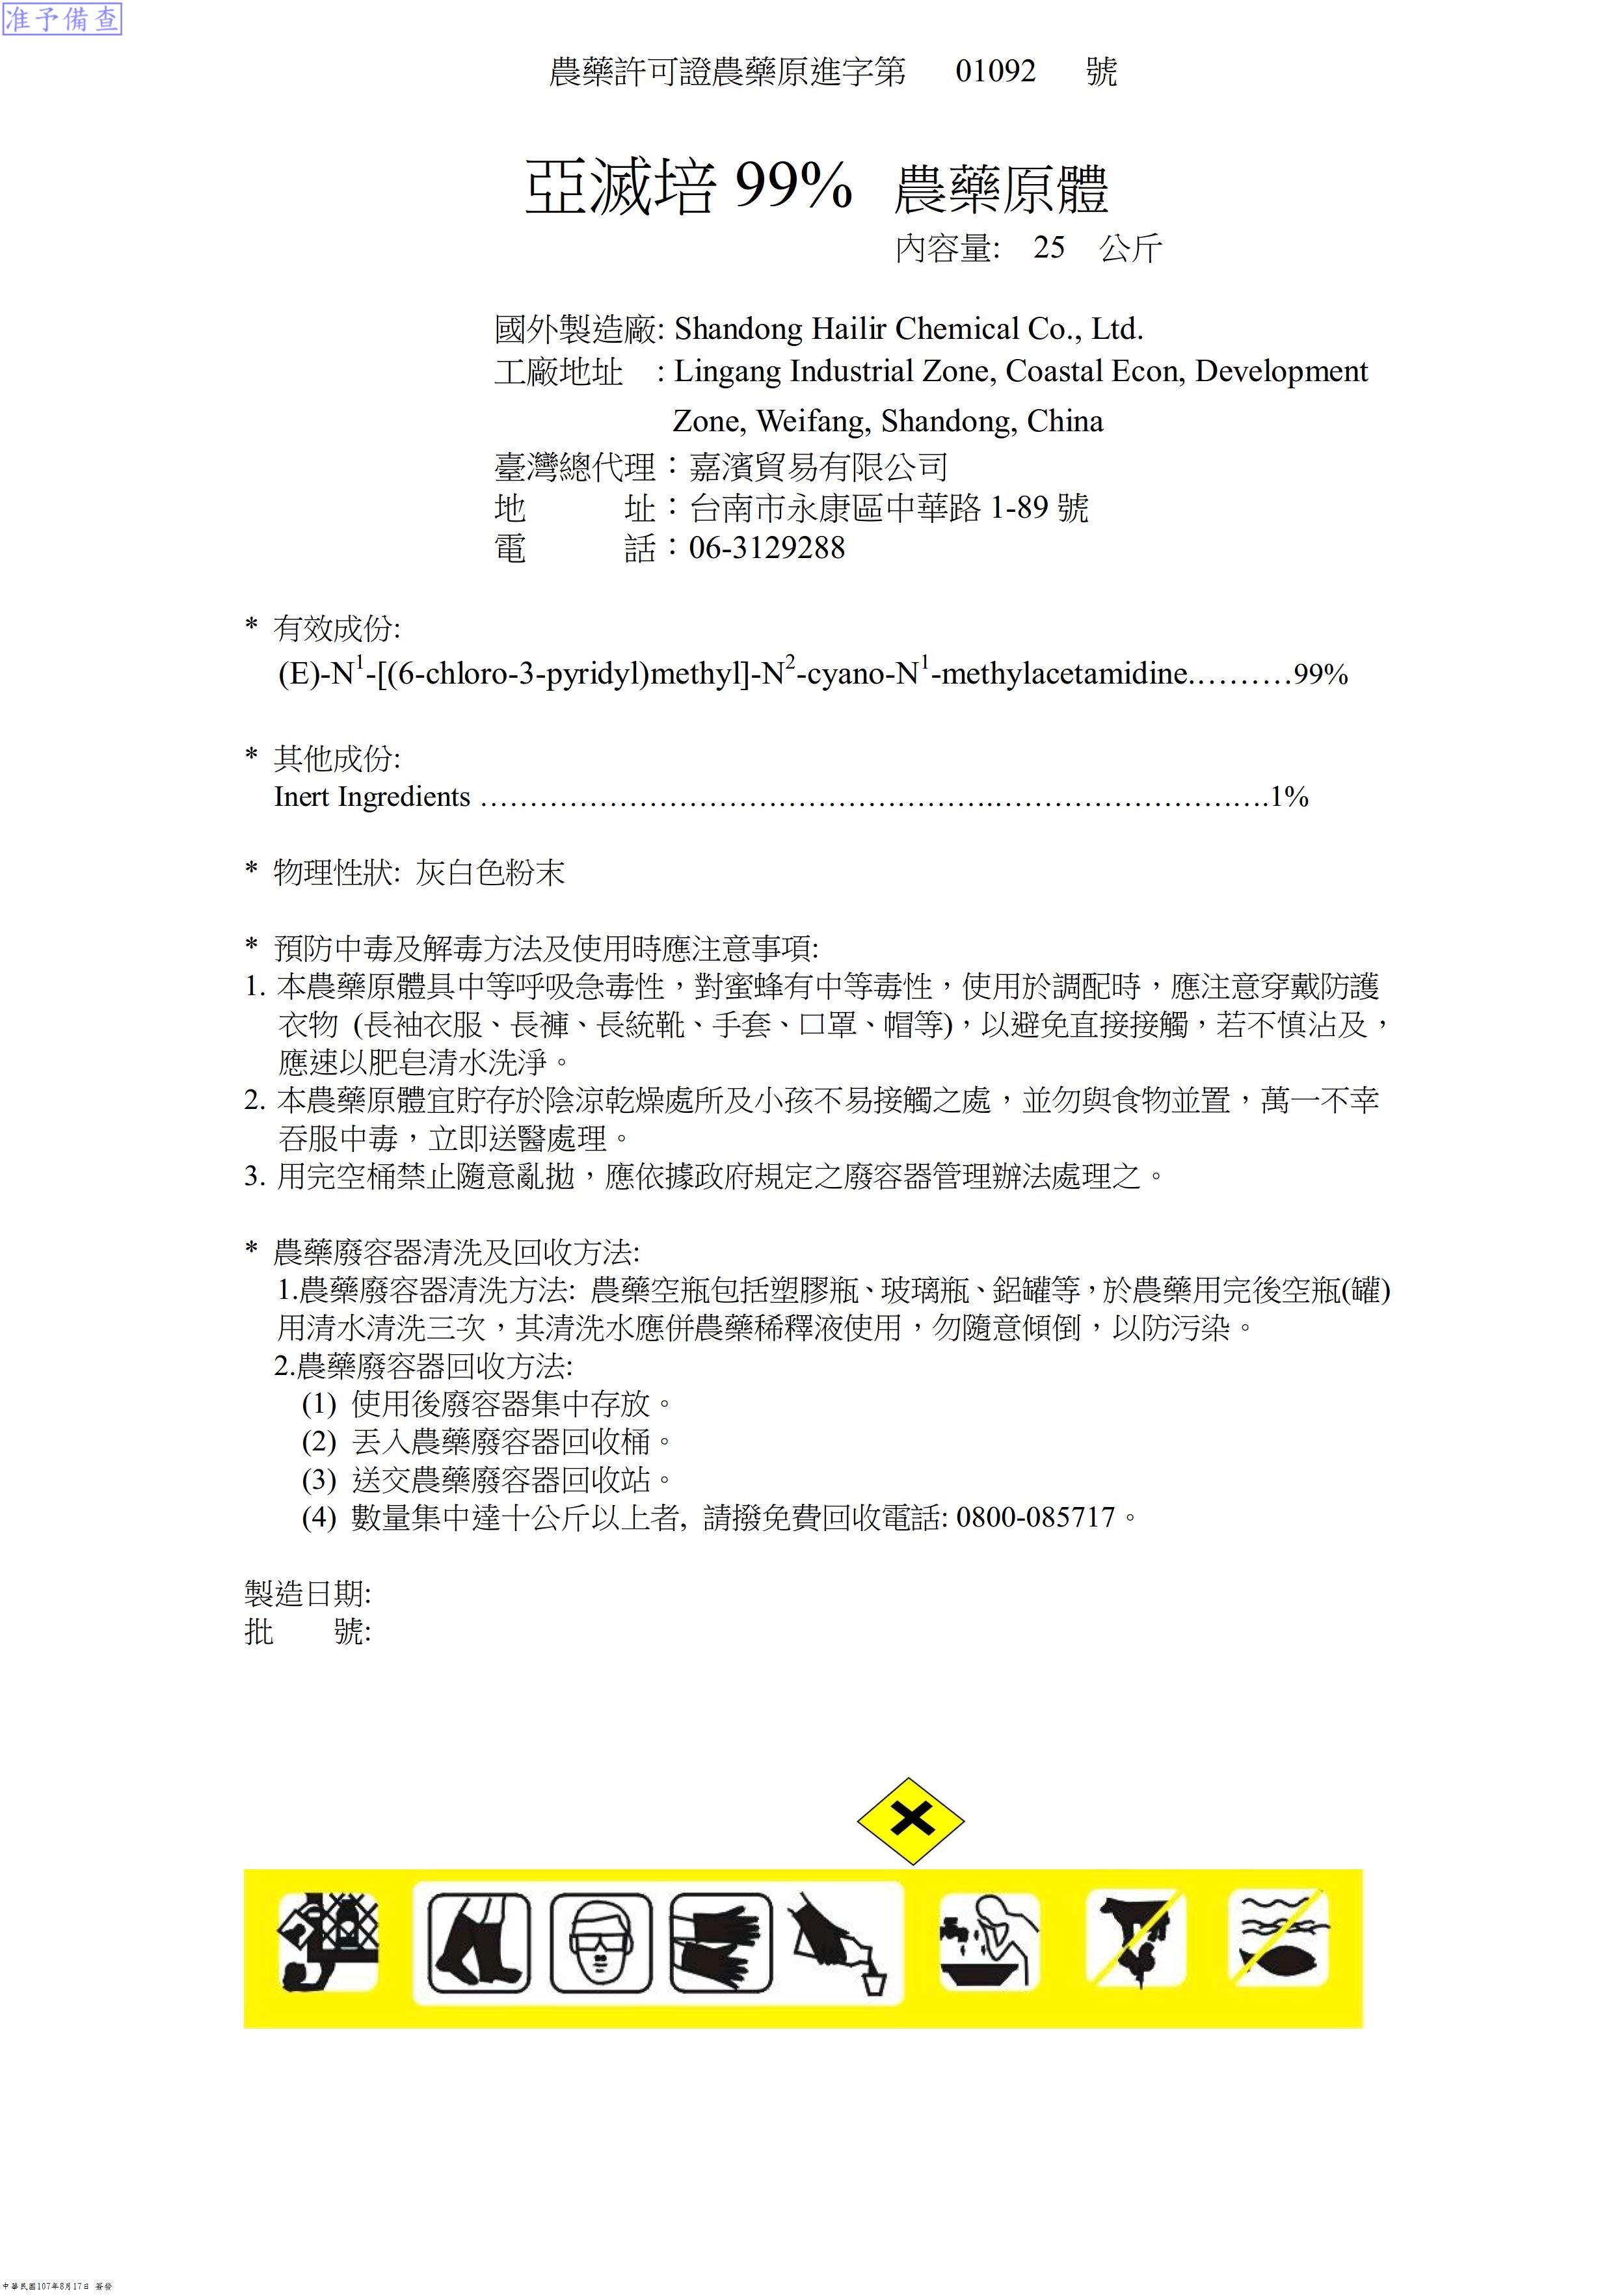 准予備查
農藥許可證農藥原進字第 01092 號
亞滅培 99% 農藥原體
內容量: 25 公斤
國外製造廠: Shandong Hailir Chemical Co., Ltd.
工廠地址 : Lingang Industrial Zone, Coastal Econ, Development
Zone, Weifang, Shandong, China
臺灣總代理：嘉濱貿易有限公司
地 址：台南市永康區中華路 1-89 號
電 話：06-3129288
* 有效成份:
(E)-N¹-[(6-chloro-3-pyridyl)methyl]-N²-cyano-N¹-methylacetamidine..………99%
* 其他成份:
Inert Ingredients …………………………………………….……………………….1%
* 物理性狀: 灰白色粉末
* 預防中毒及解毒方法及使用時應注意事項:
1. 本農藥原體具中等呼吸急毒性，對蜜蜂有中等毒性，使用於調配時，應注意穿戴防護
衣物 (長袖衣服、長褲、長統靴、手套、口罩、帽等)，以避免直接接觸，若不慎沾及，
應速以肥皂清水洗淨。
2. 本農藥原體宜貯存於陰涼乾燥處所及小孩不易接觸之處，並勿與食物並置，萬一不幸
吞服中毒，立即送醫處理。
3. 用完空桶禁止隨意亂拋，應依據政府規定之廢容器管理辦法處理之。
* 農藥廢容器清洗及回收方法:
1.農藥廢容器清洗方法: 農藥空瓶包括塑膠瓶、玻璃瓶、鋁罐等，於農藥用完後空瓶(罐)
用清水清洗三次，其清洗水應併農藥稀釋液使用，勿隨意傾倒，以防污染。
2.農藥廢容器回收方法:
(1) 使用後廢容器集中存放。
(2) 丟入農藥廢容器回收桶。
(3) 送交農藥廢容器回收站。
(4) 數量集中達十公斤以上者, 請撥免費回收電話: 0800-085717。
製造日期:
批 號:
中華民國107年8月17日 簽發